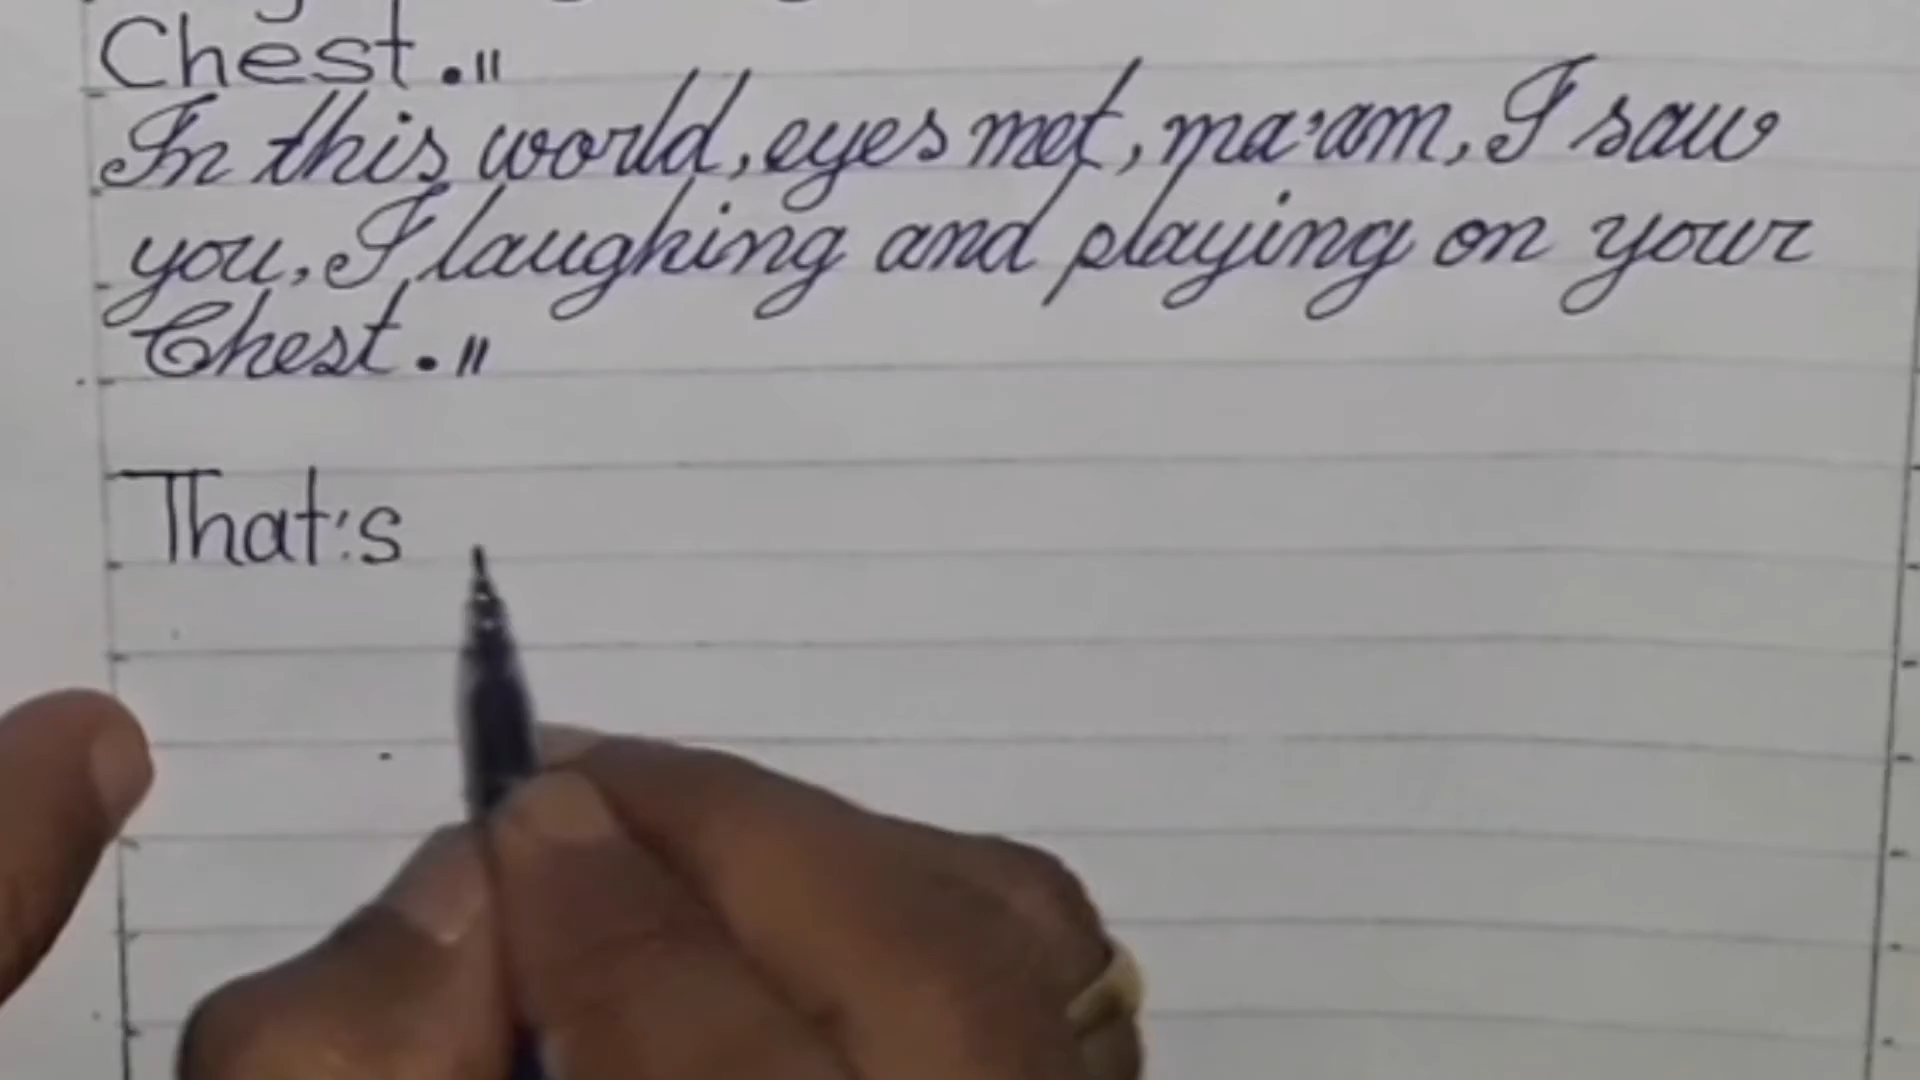 Chest.||
In this world, eyes met, ma'am, I saw
you, I laughing and playing on your
Chest.||
That's